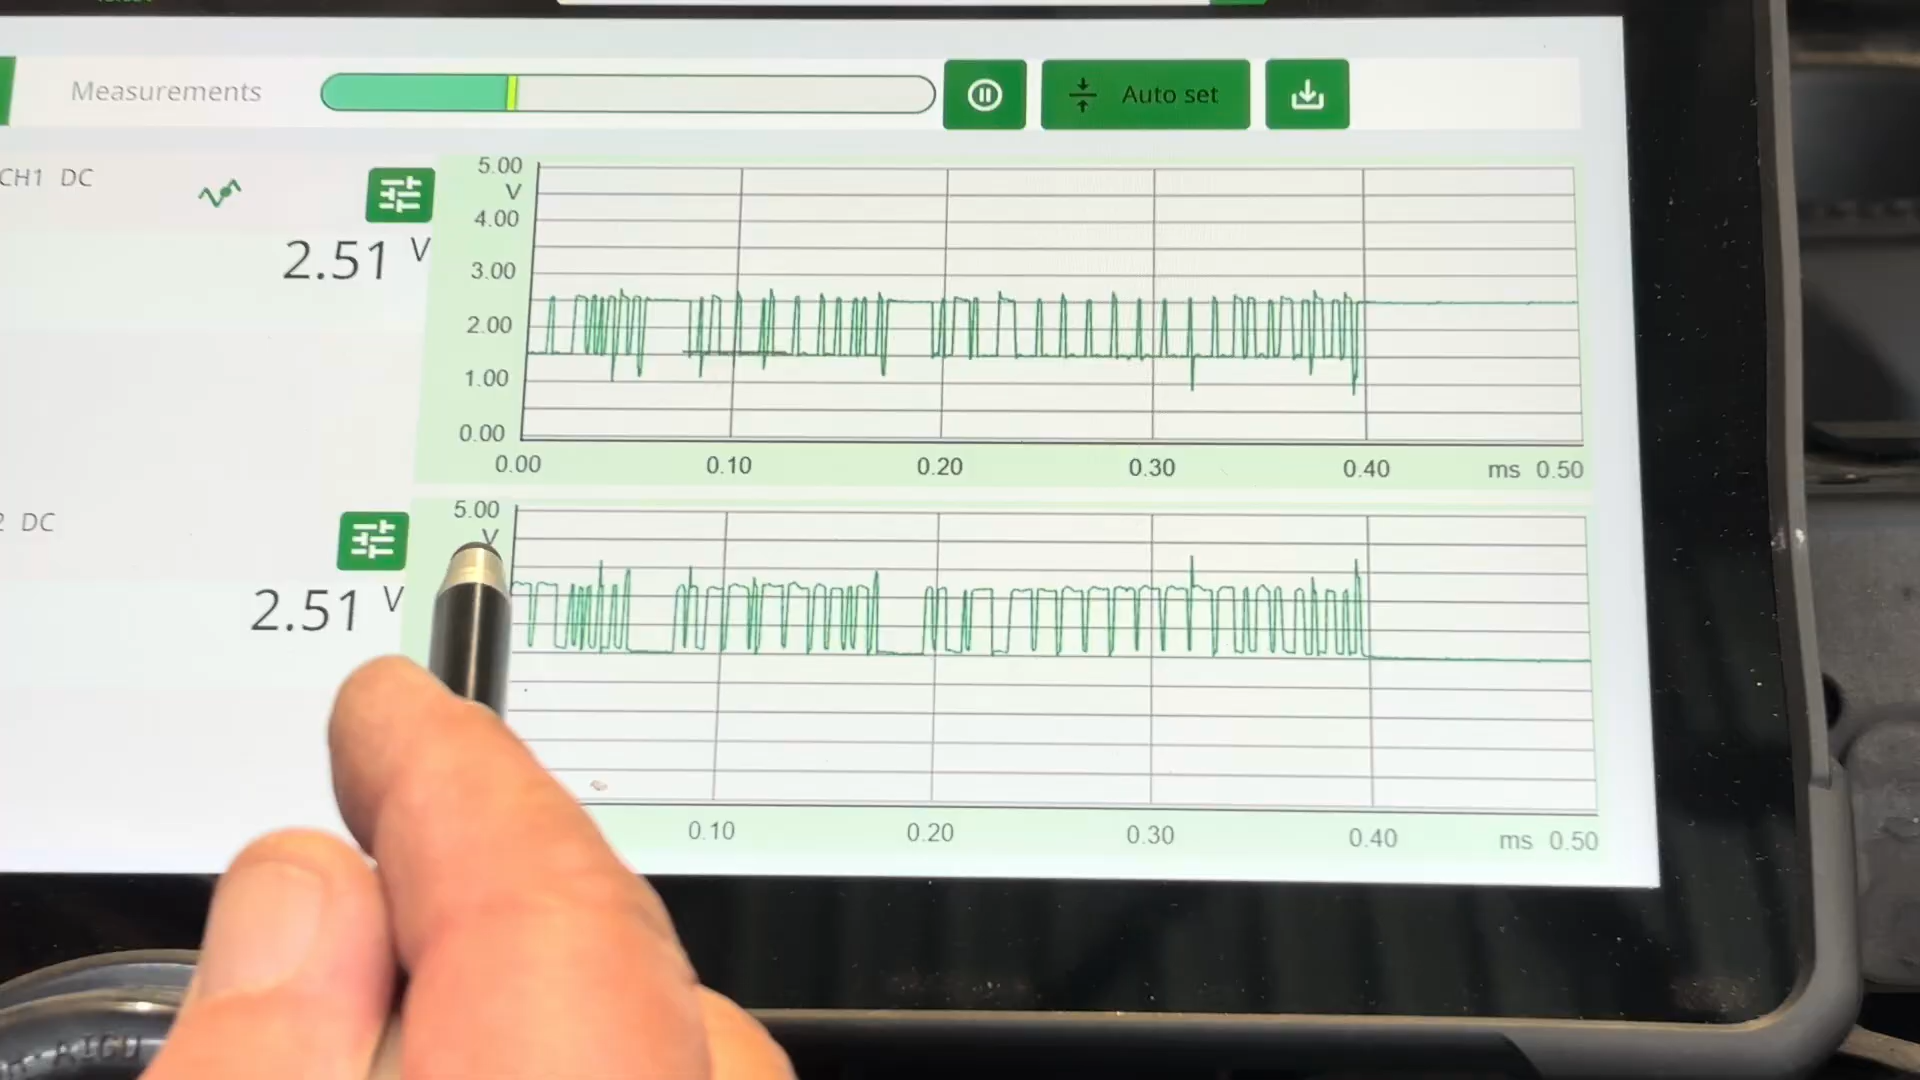 Measurements
Auto set
CH1 DC
2.51 V
5.00
V
4.00
3.00
2.00
1.00
0.00
0.00 0.10 0.20 0.30 0.40 ms 0.50
2 DC
2.51 V
5.00
V
0.10 0.20 0.30 0.40 ms 0.50